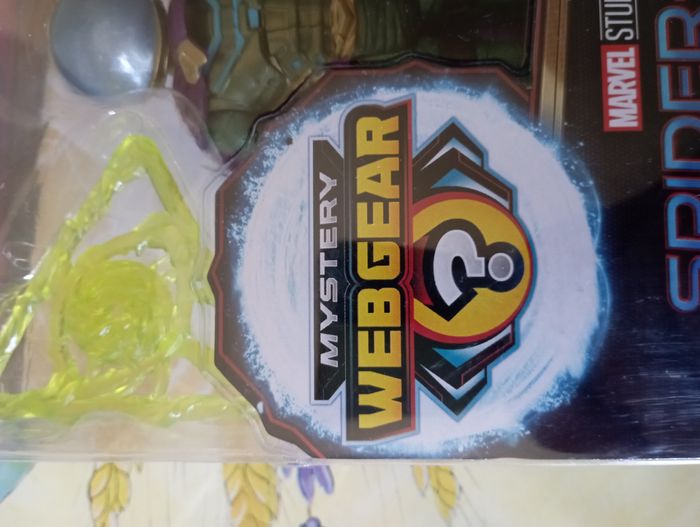 MARVEL STU
SPIDER
MYSTERY
WEBGEAR
?